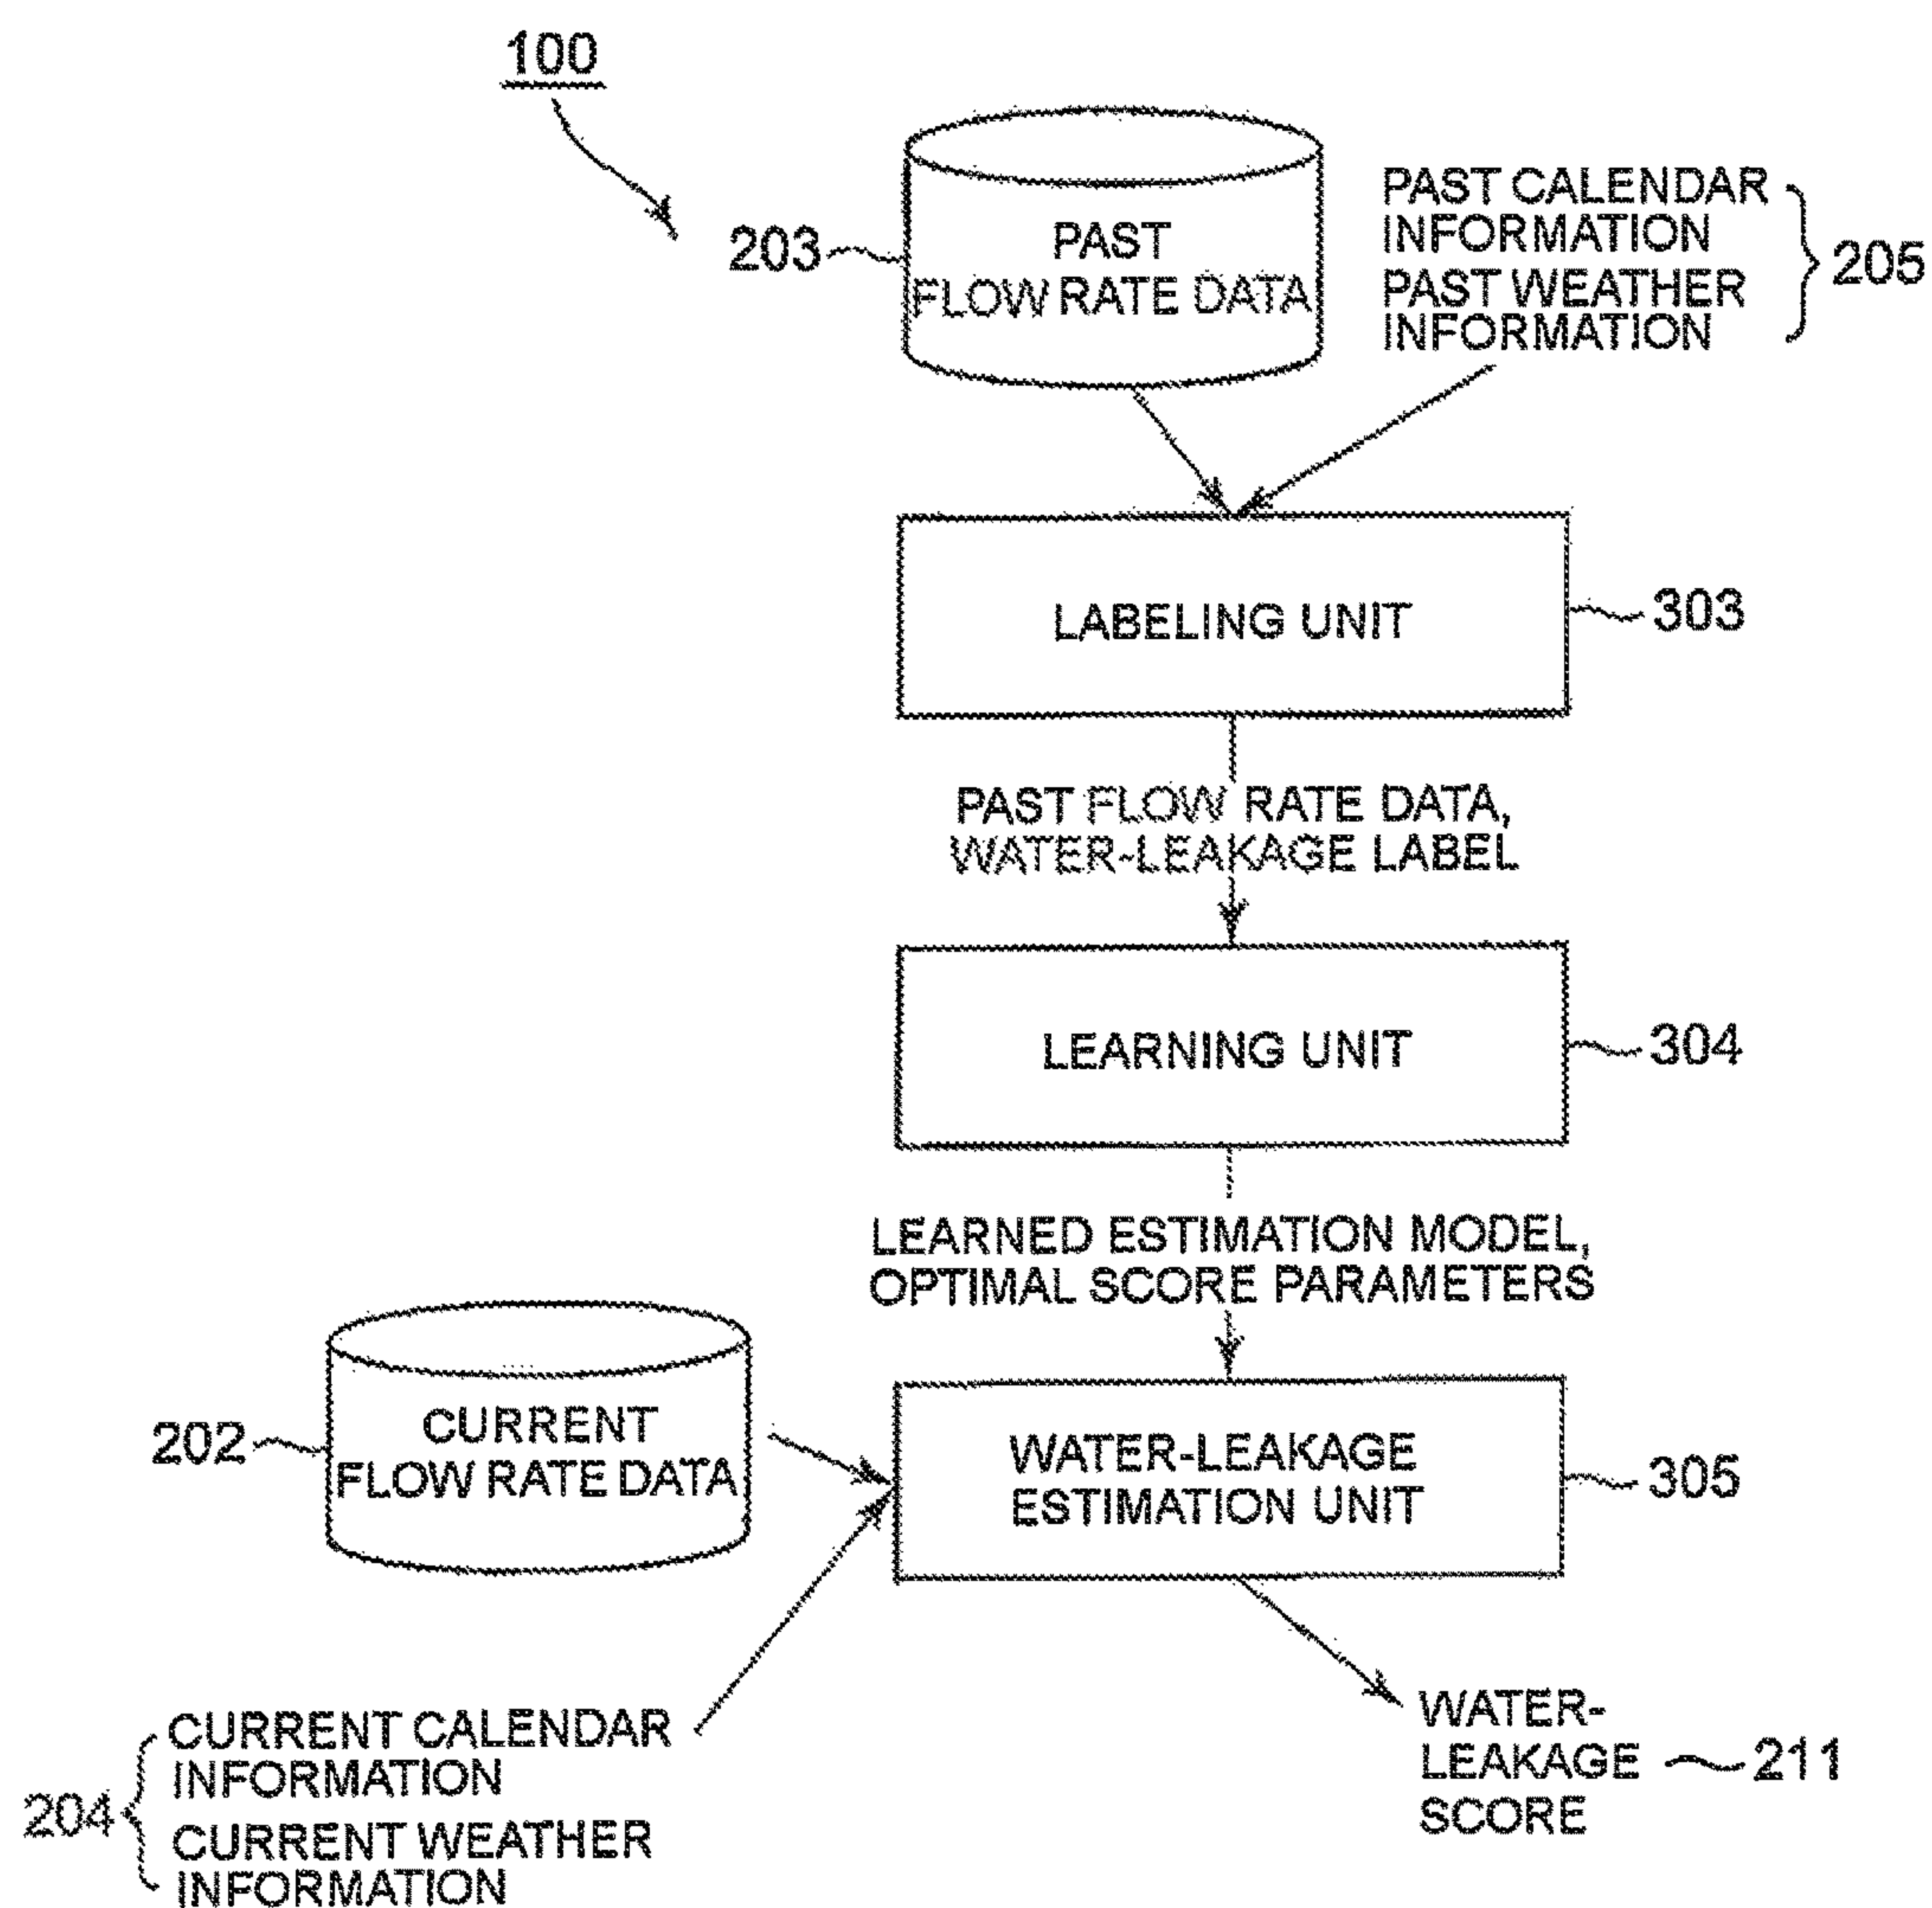 100
203
PAST
FLOW RATE DATA
PAST CALENDAR
INFORMATION
PAST WEATHER
INFORMATION
205
LABELING UNIT
303
PAST FLOW RATE DATA,
WATER-LEAKAGE LABEL
LEARNING UNIT
304
LEARNED ESTIMATION MODEL,
OPTIMAL SCORE PARAMETERS
202
CURRENT
FLOW RATE DATA
WATER-LEAKAGE
ESTIMATION UNIT
305
204
CURRENT CALENDAR
INFORMATION
CURRENT WEATHER
INFORMATION
WATER-
LEAKAGE
SCORE
211